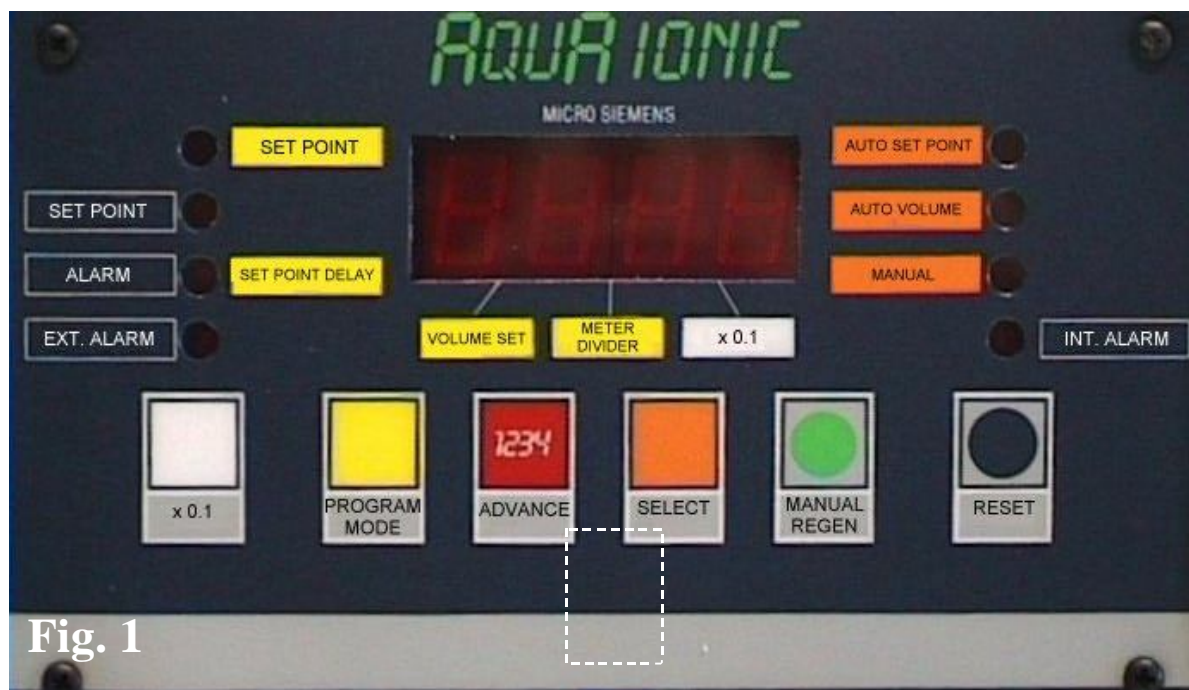 AQUAIONIC
MICRO SIEMENS
SET POINT
AUTO SET POINT
SET POINT
AUTO VOLUME
ALARM
SET POINT DELAY
MANUAL
EXT. ALARM
VOLUME SET
METER
DIVIDER
x 0.1
INT. ALARM
1234
x 0.1
PROGRAM
MODE
ADVANCE
SELECT
MANUAL
REGEN
RESET
Fig. 1